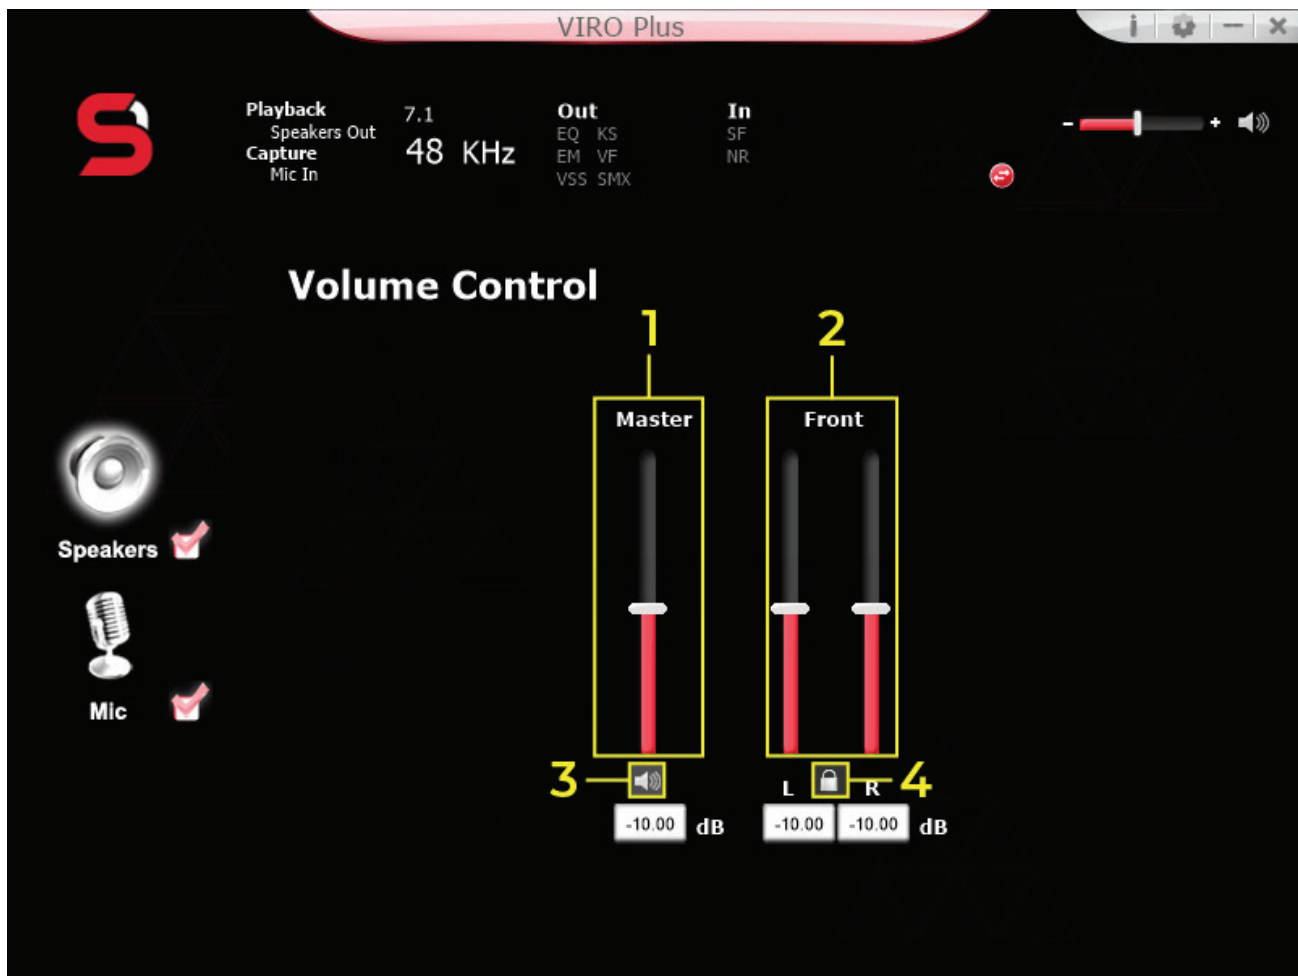 VIRO Plus
Playback 7.1 Out In
Speakers Out EQ KS SF
Capture 48 KHz EM VF NR
Mic In VSS SMX
- +
Volume Control
1 2
Master Front
Speakers
Mic
3 L R 4
-10.00 dB -10.00 -10.00 dB